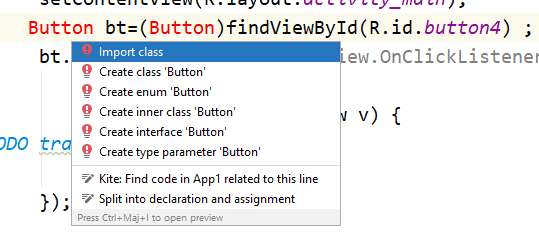 setContentView(R.layout.activity_main);
Button bt=(Button)findViewById(R.id.button4) ;
bt.
iew.OnClickListener
Import class
Create class 'Button'
Create enum 'Button'
Create inner class 'Button'
w v) {
Create interface 'Button'
ODO tra
Create type parameter 'Button'
Kite: Find code in App1 related to this line
Split into declaration and assignment
});
Press Ctrl+Maj+I to open preview